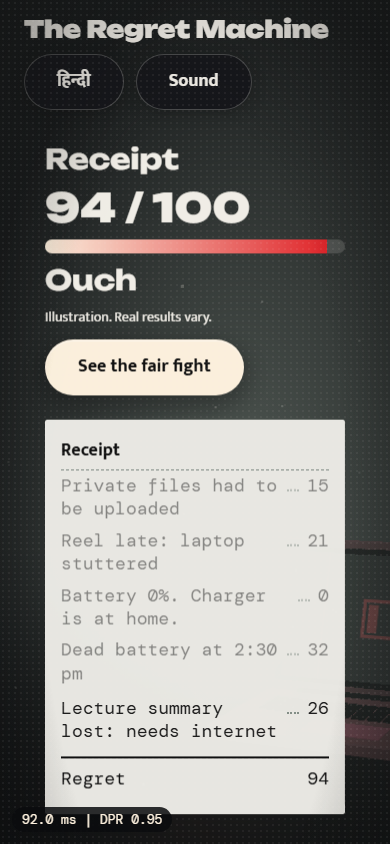 The Regret Machine
हिन्दी
Sound
Receipt
94 / 100
Ouch
Illustration. Real results vary.
See the fair fight
Receipt
Private files had to .... 15
be uploaded
Reel late: laptop .... 21
stuttered
Battery 0%. Charger .... 0
is at home.
Dead battery at 2:30 .... 32
pm
Lecture summary .... 26
lost: needs internet
Regret 94
92.0 ms | DPR 0.95